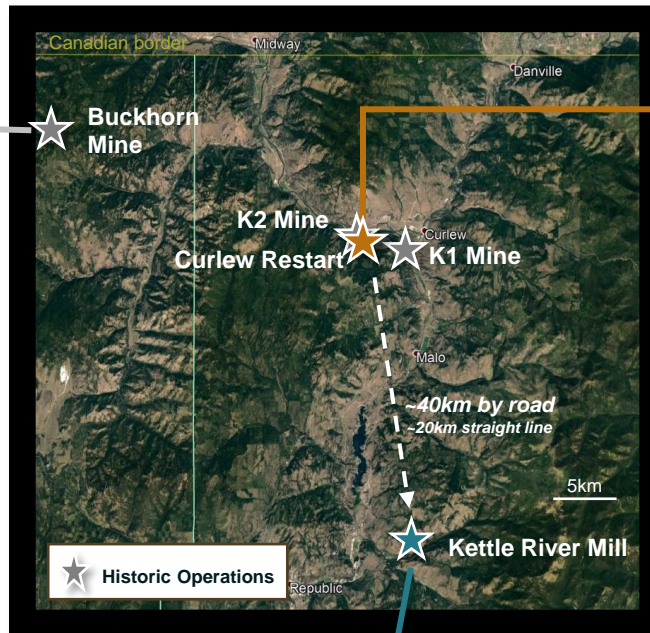 Canadian border
Midway
Danville
Buckhorn
Mine
K2 Mine
Curlew
Curlew Restart
K1 Mine
Malo
~40km by road
~20km straight line
5km
Kettle River Mill
Historic Operations
Republic